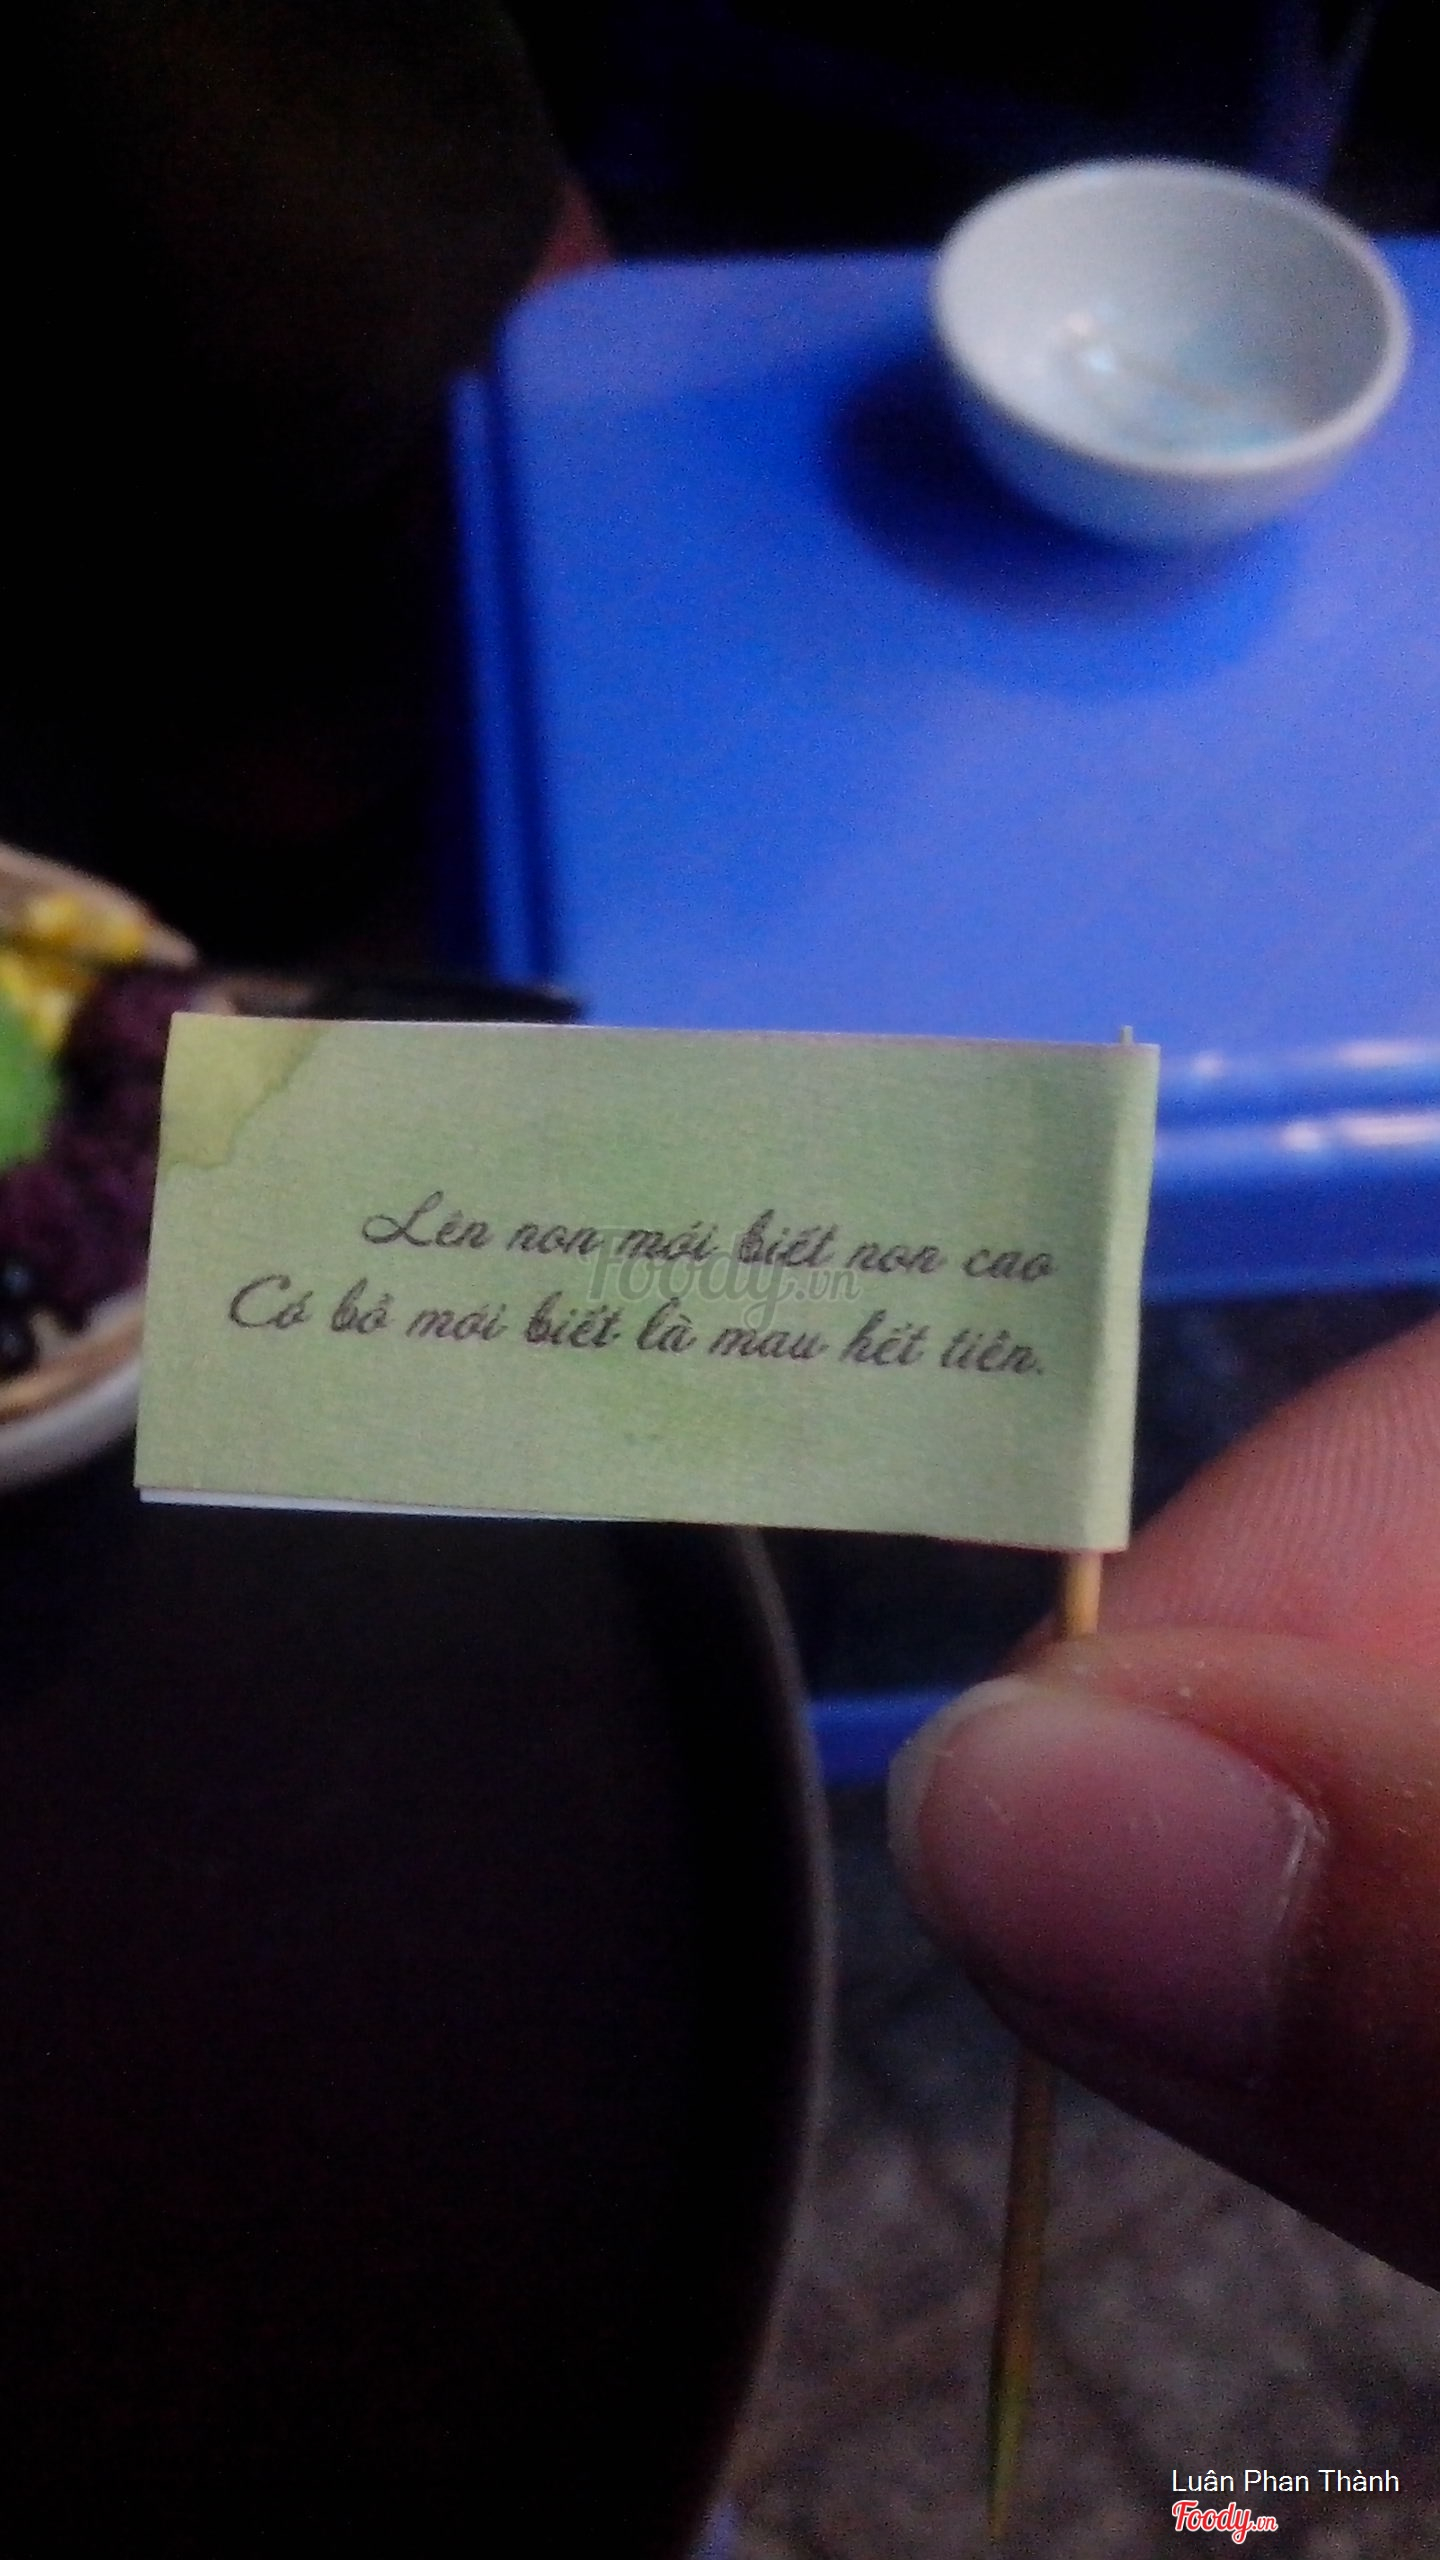 Lên non mới biết non cao
Có bồ mới biết là mau hết tiền.
Foody.vn
Luân Phan Thành
Foody.vn